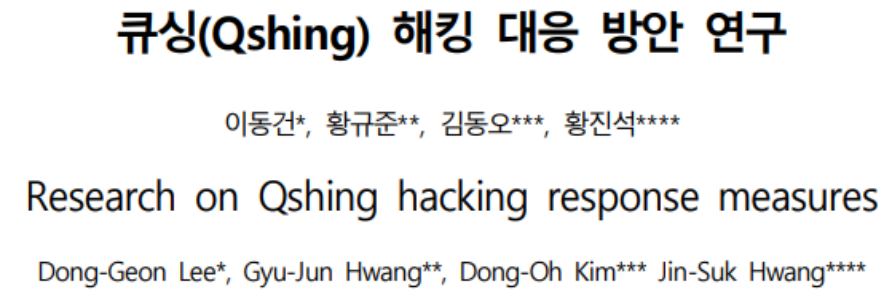 큐싱(Qshing) 해킹 대응 방안 연구
이동건*, 황규준**, 김동오***, 황진석****
Research on Qshing hacking response measures
Dong-Geon Lee*, Gyu-Jun Hwang**, Dong-Oh Kim*** Jin-Suk Hwang****